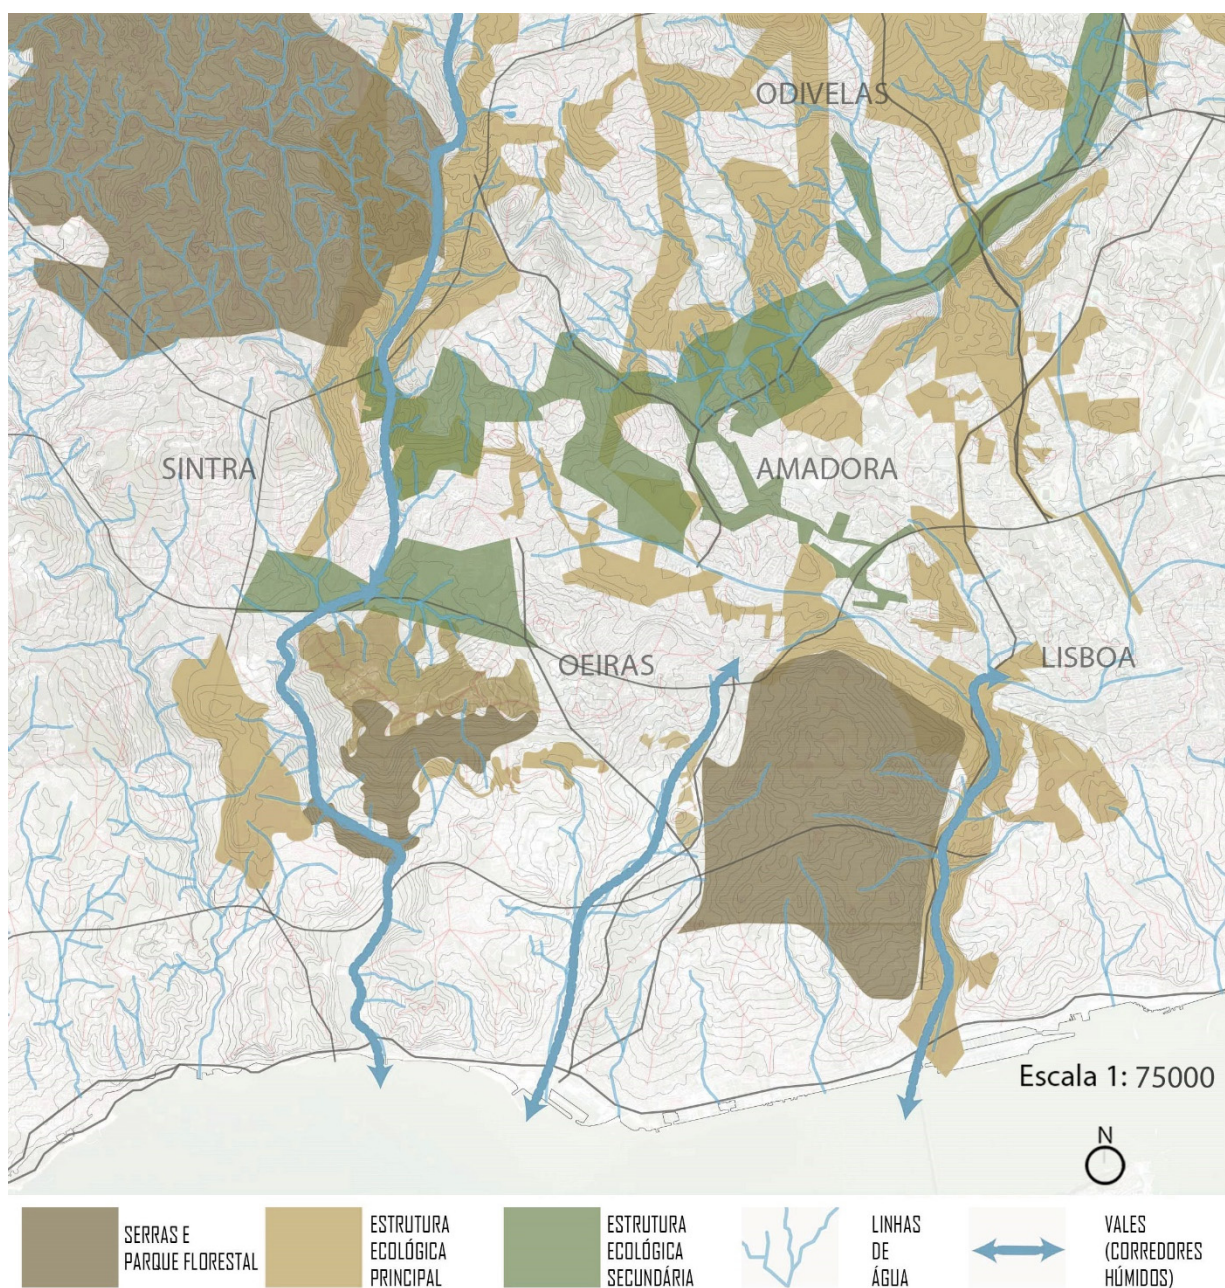 ODIVELAS
SINTRA
AMADORA
OEIRAS
LISBOA
Escala 1: 75000
N
SERRAS E
PARQUE FLORESTAL
ESTRUTURA
ECOLÓGICA
PRINCIPAL
ESTRUTURA
ECOLÓGICA
SECUNDÁRIA
LINHAS
DE
ÁGUA
VALES
(CORREDORES
HÚMIDOS)